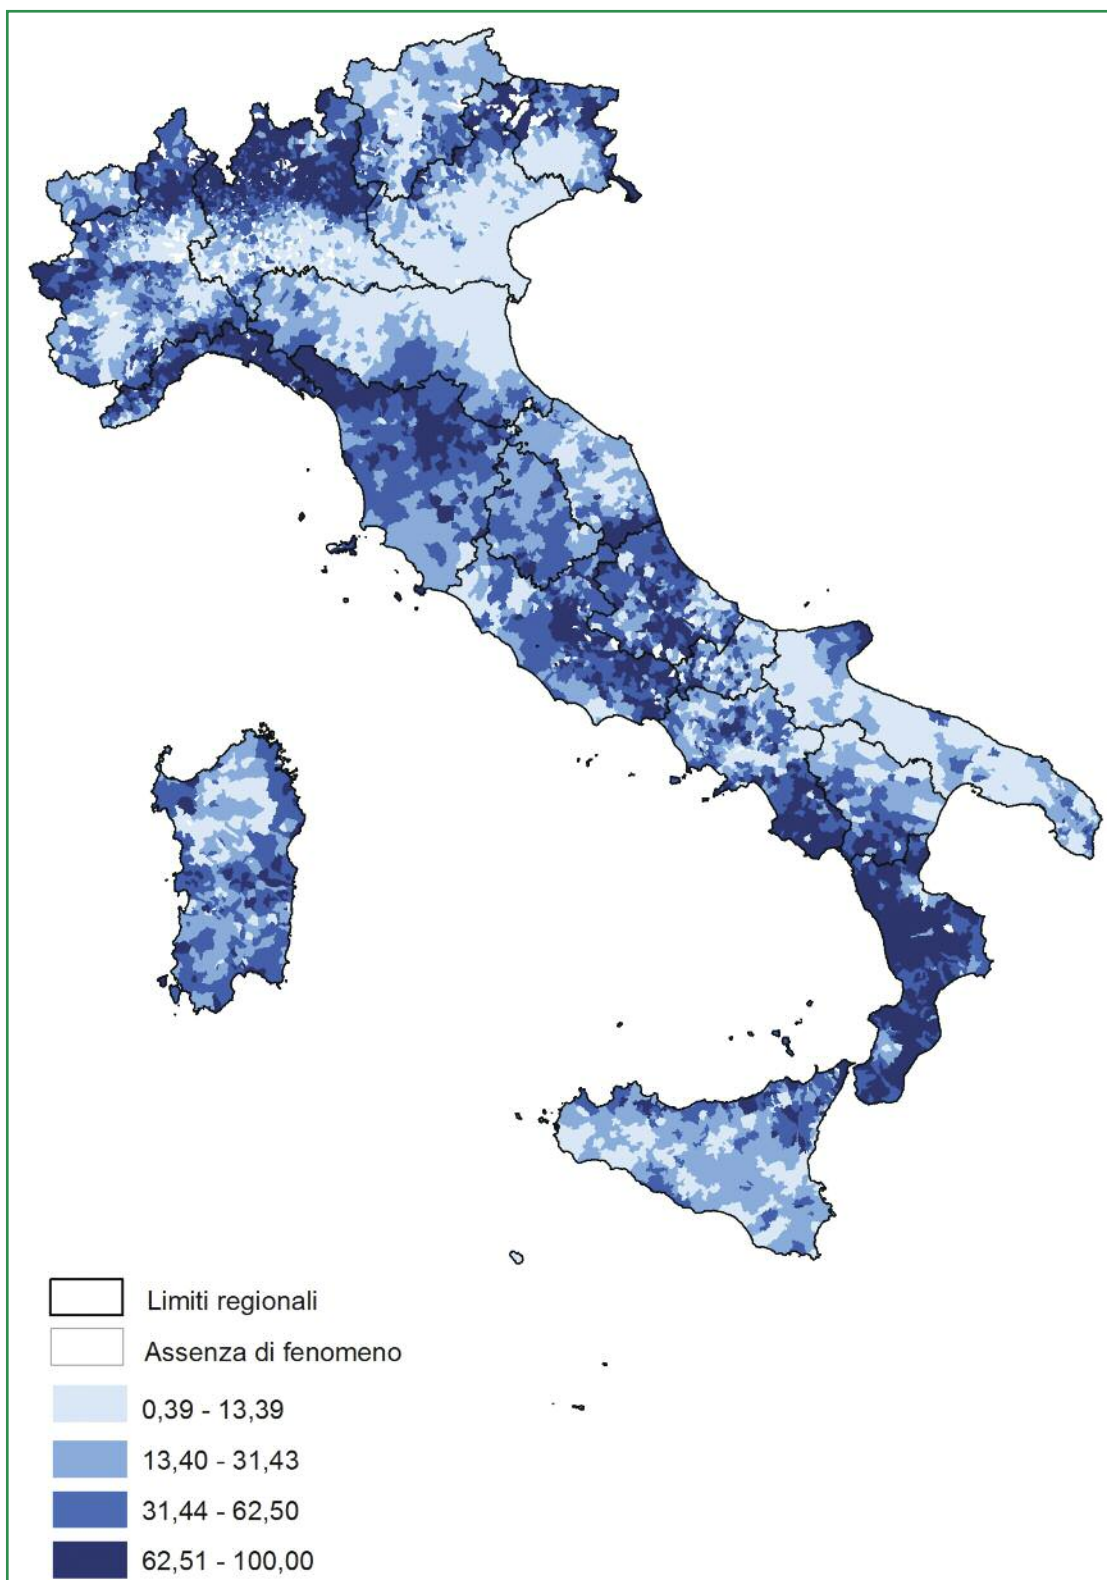 Limiti regionali
Assenza di fenomeno
0,39 - 13,39
13,40 - 31,43
31,44 - 62,50
62,51 - 100,00